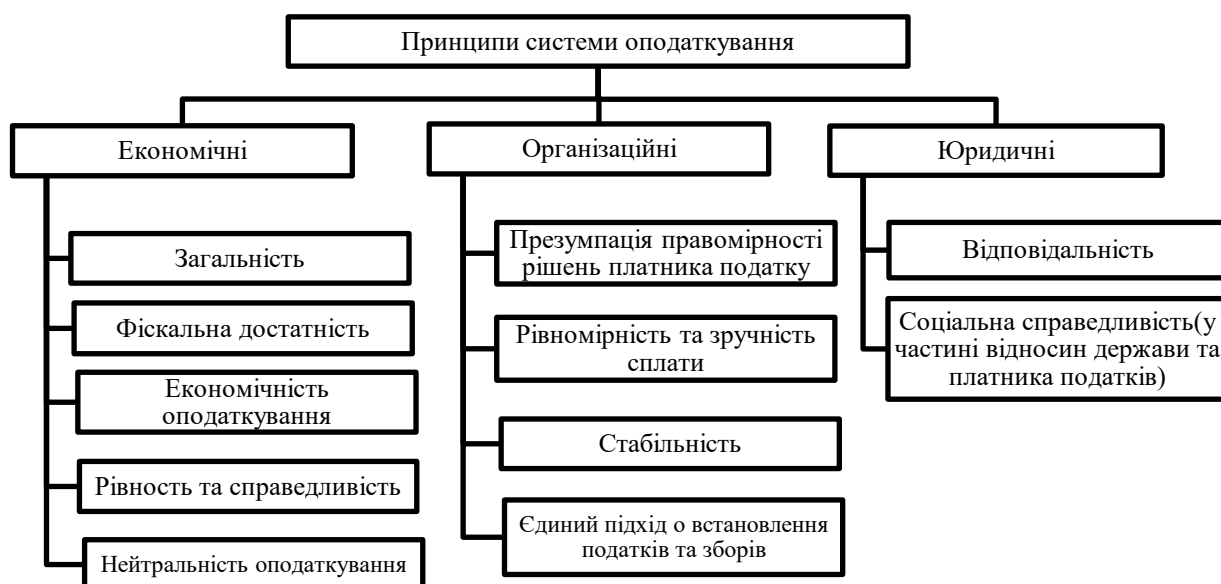 Принципи системи оподаткування
Економічні
Загальність
Фіскальна достатність
Економічність
оподаткування
Рівность та справедливість
Нейтральність оподаткування
Організаційні
Презумпація правомірності
рішень платника податку
Рівномірність та зручність
сплати
Стабільність
Єдиний підхід о встановлення
податків та зборів
Юридичні
Відповідальність
Соціальна справедливість(у
частині відносин держави та
платника податків)